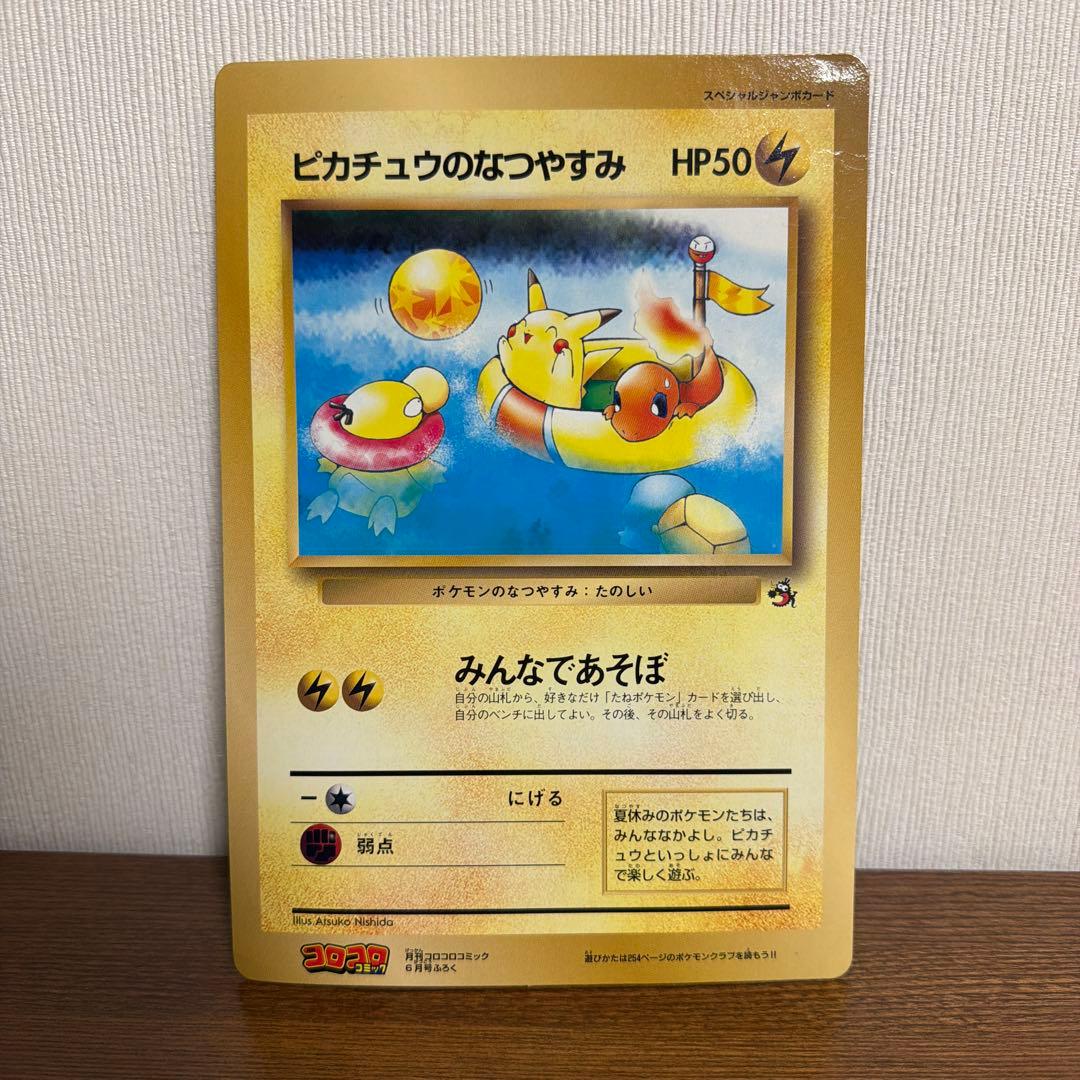 スペシャルジャンボカード
ピカチュウのなつやすみ HP50
ポケモンのなつやすみ：たのしい
みんなであそぼ
自分の山札から、好きなだけ「たねポケモン」カードを選び出し、
自分のベンチに出してよい。その後、その山札をよく切る。
ー にげる
弱点
夏休みのポケモンたちは、
みんななかよし。ピカチ
ュウといっしょにみんな
で楽しく遊ぶ。
Illus. Atsuko Nishida
コロコロコミック
月刊コロコロコミック
6月号ふろく
遊びかたは254ページのポケモンクラブを読もう!!